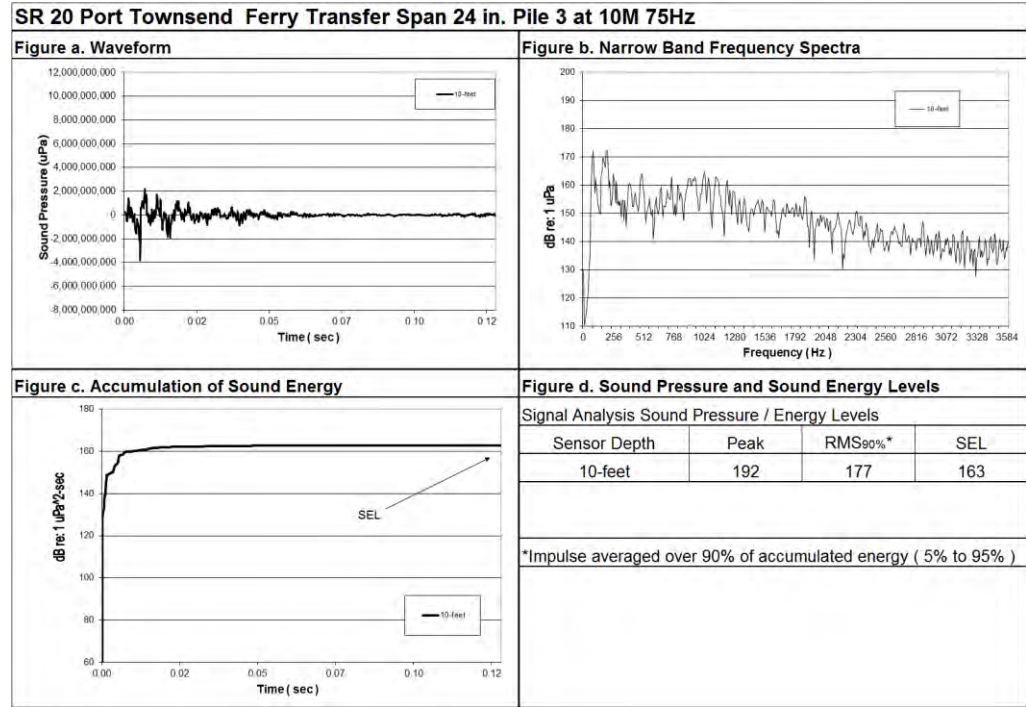 SR 20 Port Townsend Ferry Transfer Span 24 in. Pile 3 at 10M 75Hz
Figure a. Waveform
12,000,000,000
10,000,000,000
8,000,000,000
6,000,000,000
4,000,000,000
2,000,000,000
0
-2,000,000,000
-4,000,000,000
-6,000,000,000
-8,000,000,000
Sound Pressure (uPa)
10-feet
0.00 0.02 0.05 0.07 0.10 0.12
Time ( sec )
Figure b. Narrow Band Frequency Spectra
200
190
180
170
160
150
140
130
120
110
dB re: 1 uPa
10-feet
0 256 512 768 1024 1280 1536 1792 2048 2304 2560 2816 3072 3328 3584
Frequency ( Hz )
Figure c. Accumulation of Sound Energy
180
160
140
120
100
80
60
dB re: 1 uPa^2-sec
SEL
10-feet
0.00 0.02 0.05 0.07 0.10 0.12
Time ( sec )
Figure d. Sound Pressure and Sound Energy Levels
Signal Analysis Sound Pressure / Energy Levels
Sensor Depth Peak RMS90%* SEL
10-feet 192 177 163
*Impulse averaged over 90% of accumulated energy ( 5% to 95% )